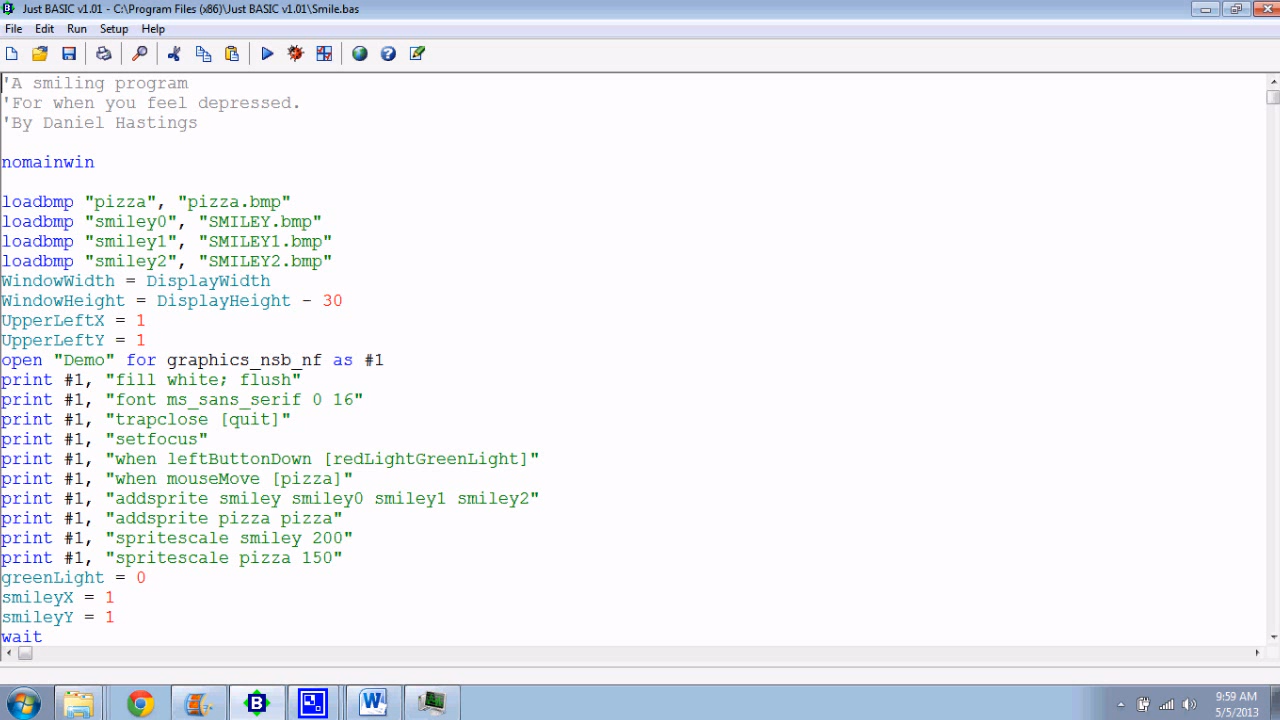 Just BASIC v1.01 - C:\Program Files (x86)\Just BASIC v1.01\Smile.bas
File Edit Run Setup Help
'A smiling program
'For when you feel depressed.
'By Daniel Hastings
nomainwin
loadbmp "pizza", "pizza.bmp"
loadbmp "smiley0", "SMILEY.bmp"
loadbmp "smiley1", "SMILEY1.bmp"
loadbmp "smiley2", "SMILEY2.bmp"
WindowWidth = DisplayWidth
WindowHeight = DisplayHeight - 30
UpperLeftX = 1
UpperLeftY = 1
open "Demo" for graphics_nsb_nf as #1
print #1, "fill white; flush"
print #1, "font ms_sans_serif 0 16"
print #1, "trapclose [quit]"
print #1, "setfocus"
print #1, "when leftButtonDown [redLightGreenLight]"
print #1, "when mouseMove [pizza]"
print #1, "addsprite smiley smiley0 smiley1 smiley2"
print #1, "addsprite pizza pizza"
print #1, "spritescale smiley 200"
print #1, "spritescale pizza 150"
greenLight = 0
smileyX = 1
smileyY = 1
wait
9:59 AM
5/5/2013